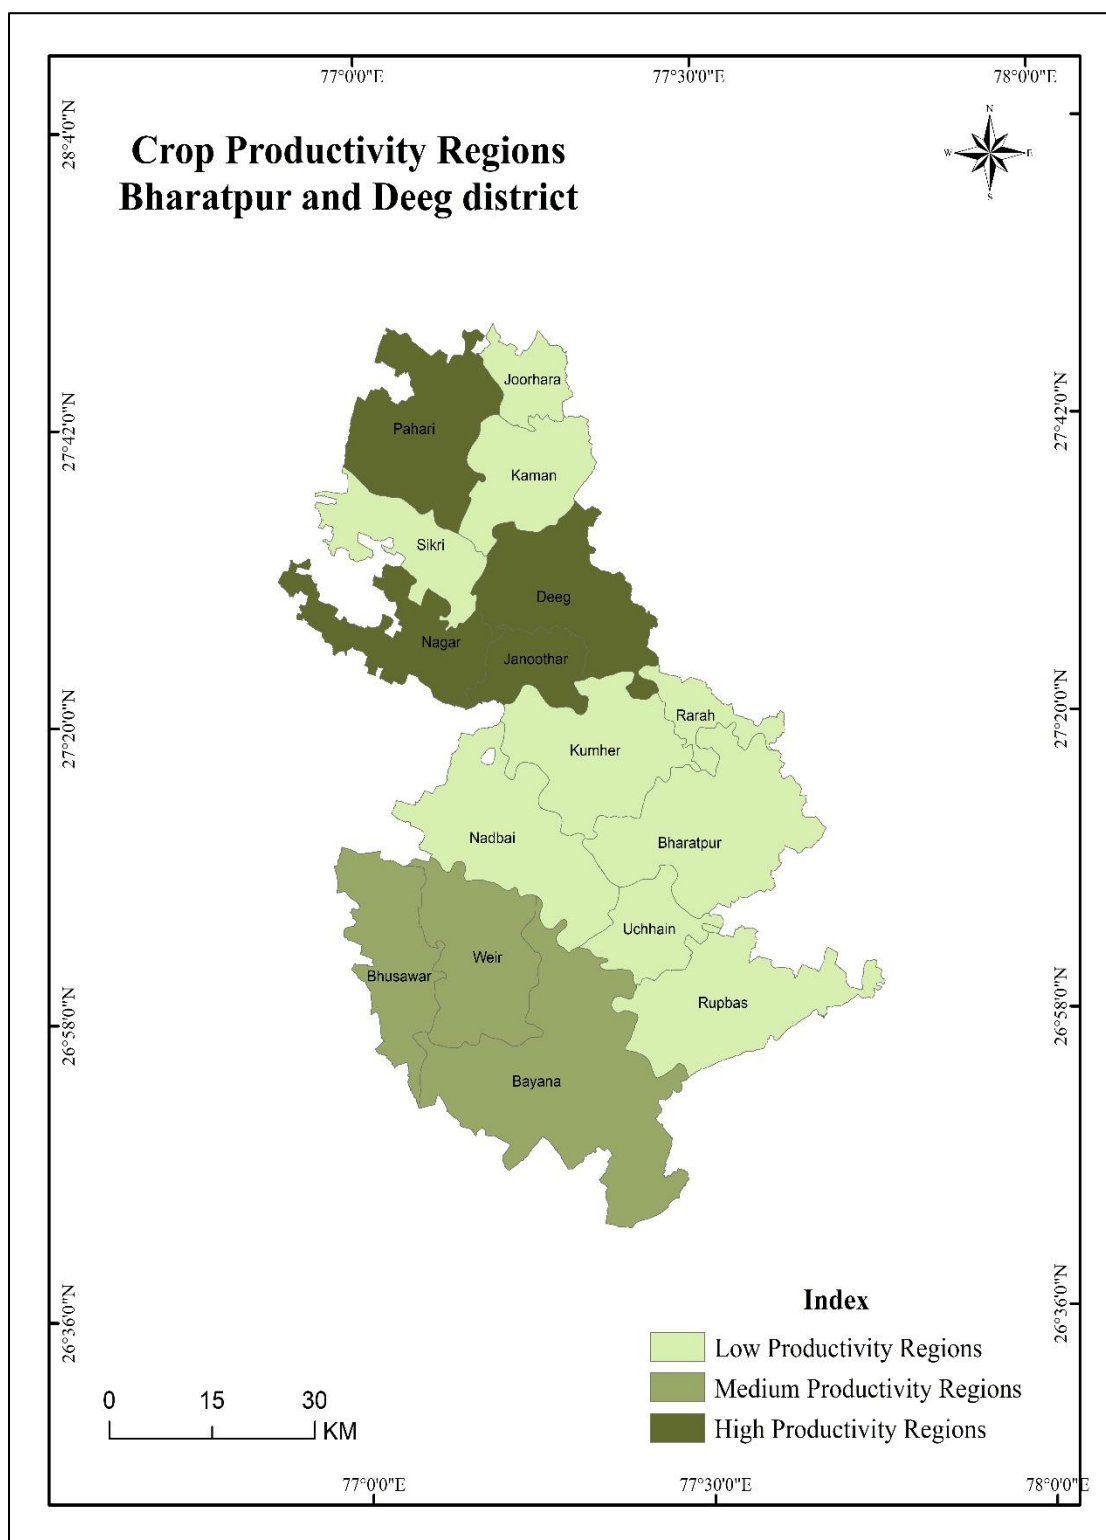 77°0'0"E
77°30'0"E
78°0'0"E
28°4'0"N
Crop Productivity Regions
Bharatpur and Deeg district
N
W
E
S
Joorhara
27°42'0"N
27°42'0"N
Pahari
Kaman
Sikri
Deeg
Nagar
Janoothar
27°20'0"N
27°20'0"N
Rarah
Kumher
Nadbai
Bharatpur
Uchhain
Weir
Bhusawar
Rupbas
26°58'0"N
26°58'0"N
Bayana
26°36'0"N
26°36'0"N
Index
Low Productivity Regions
Medium Productivity Regions
High Productivity Regions
0 15 30
KM
77°0'0"E
77°30'0"E
78°0'0"E